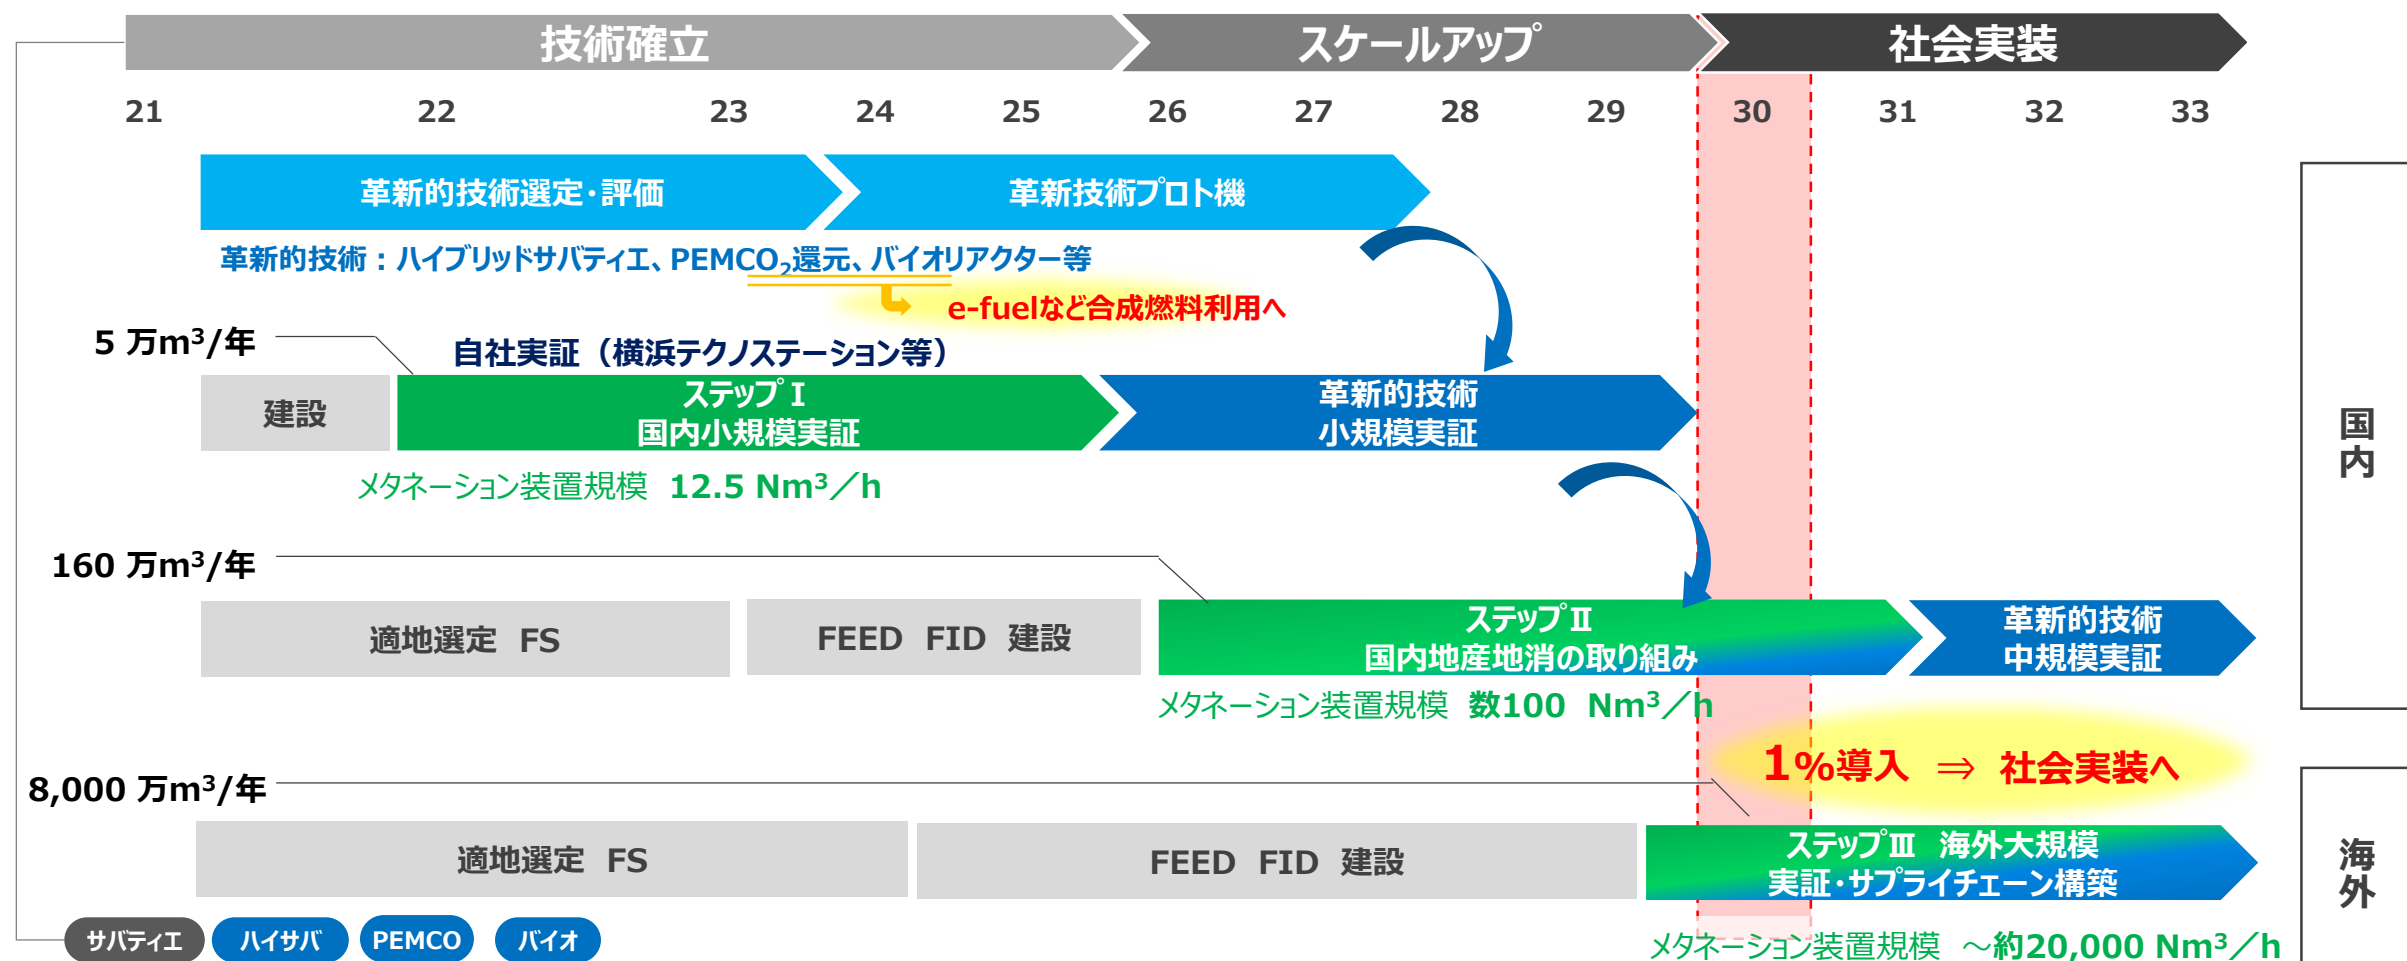 技術確立 スケールアップ 社会実装
21 22 23 24 25 26 27 28 29 30 31 32 33
革新的技術選定・評価 革新技術プロト機
革新的技術：ハイブリッドサバティエ、PEMCO₂還元、バイオリアクター等
e-fuelなど合成燃料利用へ
5 万m³/年
自社実証（横浜テクノステーション等）
建設
ステップⅠ
国内小規模実証
革新的技術
小規模実証
メタネーション装置規模 12.5 Nm³／h
国内
160 万m³/年
適地選定 FS
FEED FID 建設
ステップⅡ
国内地産地消の取り組み
革新的技術
中規模実証
メタネーション装置規模 数100 Nm³／h
1%導入 ⇒ 社会実装へ
8,000 万m³/年
適地選定 FS
FEED FID 建設
ステップⅢ 海外大規模
実証・サプライチェーン構築
海外
サバティエ ハイサバ PEMCO バイオ
メタネーション装置規模 ～約20,000 Nm³／h